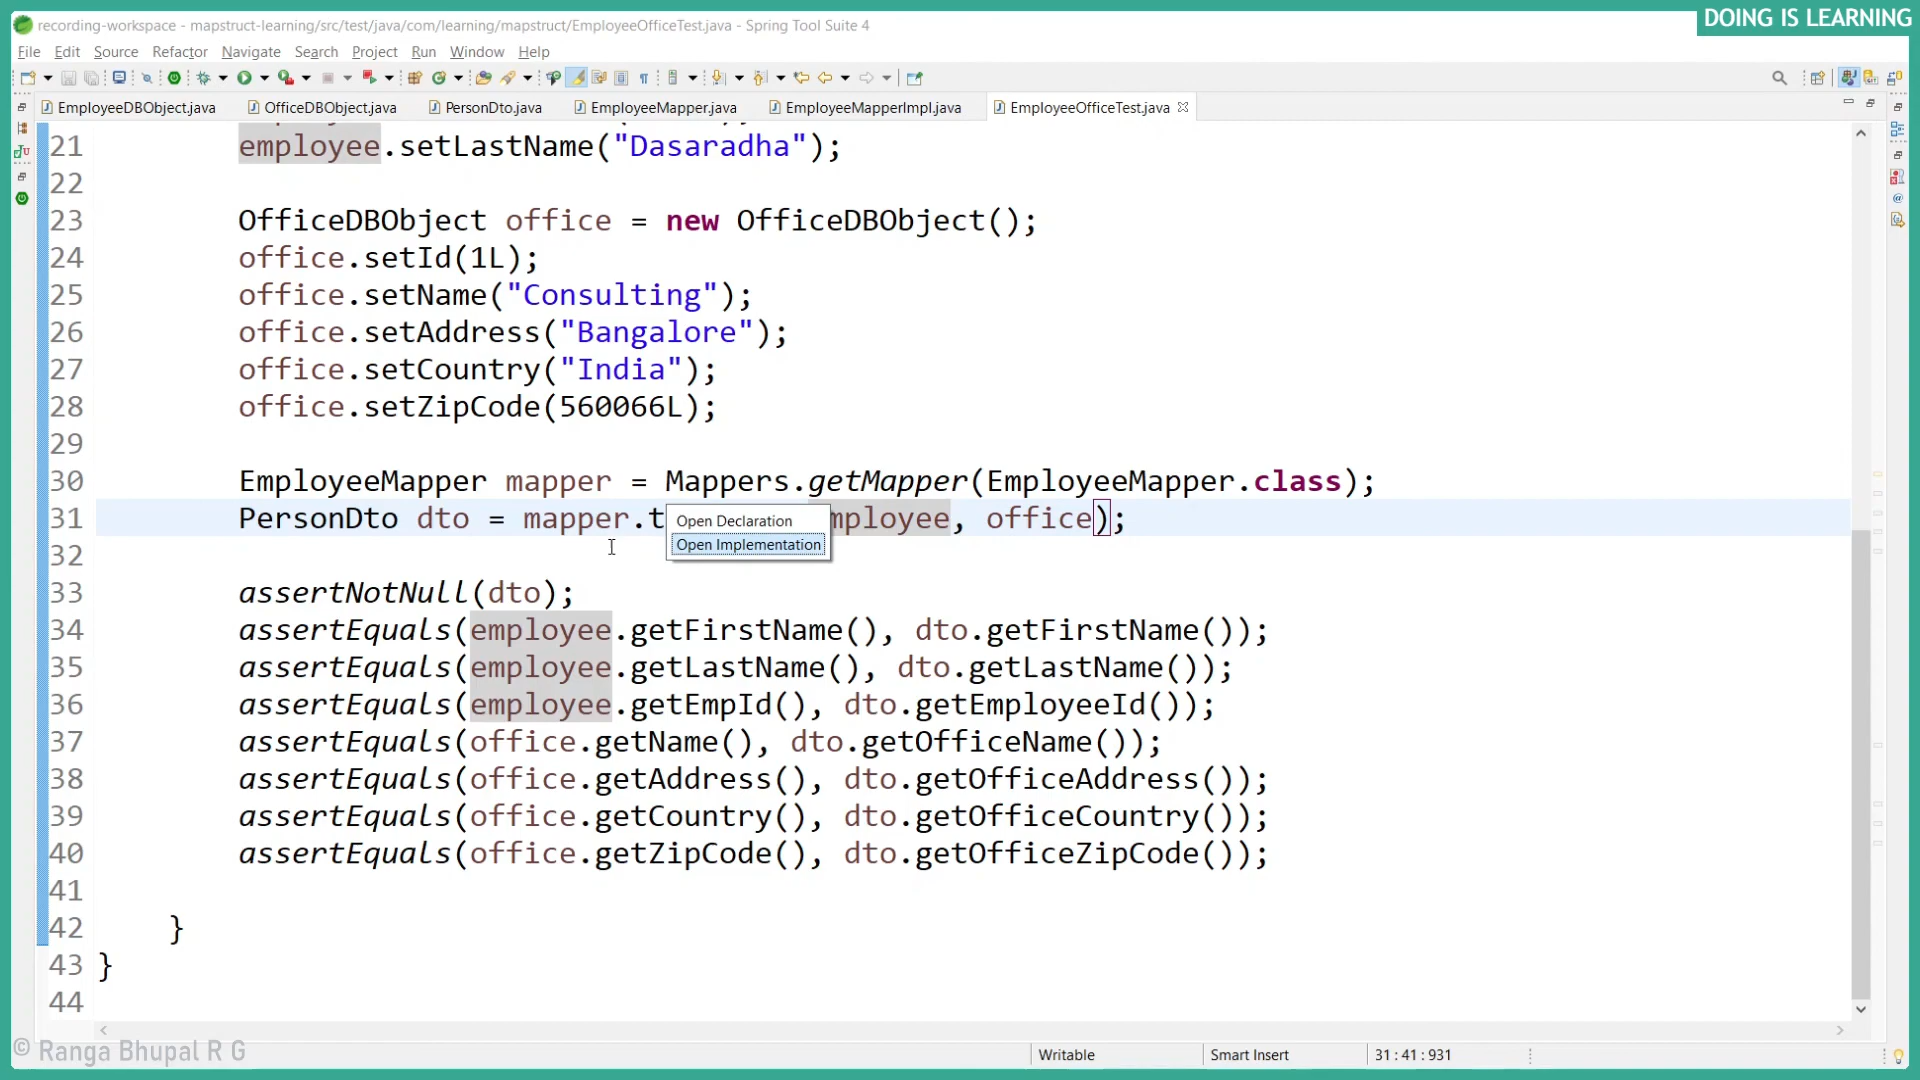 DOING IS LEARNING
recording-workspace - mapstruct-learning/src/test/java/com/learning/mapstruct/EmployeeOfficeTest.java - Spring Tool Suite 4
File Edit Source Refactor Navigate Search Project Run Window Help
EmployeeDBObject.java OfficeDBObject.java PersonDto.java EmployeeMapper.java EmployeeMapperImpl.java EmployeeOfficeTest.java
21 employee.setLastName("Dasaradha");
22
23 OfficeDBObject office = new OfficeDBObject();
24 office.setId(1L);
25 office.setName("Consulting");
26 office.setAddress("Bangalore");
27 office.setCountry("India");
28 office.setZipCode(560066L);
29
30 EmployeeMapper mapper = Mappers.getMapper(EmployeeMapper.class);
31 PersonDto dto = mapper.t mployee, office);
Open Declaration
Open Implementation
32
33 assertNotNull(dto);
34 assertEquals(employee.getFirstName(), dto.getFirstName());
35 assertEquals(employee.getLastName(), dto.getLastName());
36 assertEquals(employee.getEmpId(), dto.getEmployeeId());
37 assertEquals(office.getName(), dto.getOfficeName());
38 assertEquals(office.getAddress(), dto.getOfficeAddress());
39 assertEquals(office.getCountry(), dto.getOfficeCountry());
40 assertEquals(office.getZipCode(), dto.getOfficeZipCode());
41
42 }
43 }
44
© Ranga Bhupal R G
Writable Smart Insert 31 : 41 : 931